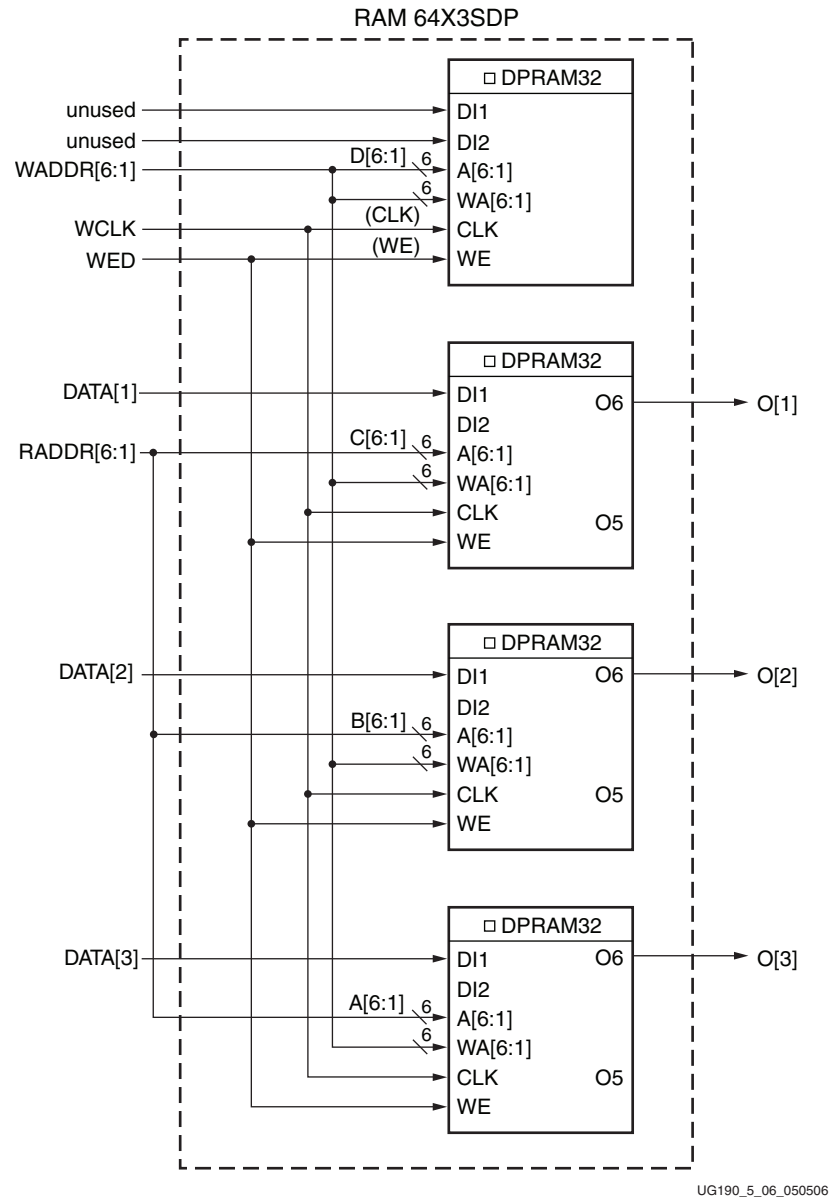 RAM 64X3SDP
DPRAM32
unused
DI1
unused
DI2
WADDR[6:1]
D[6:1]
6
A[6:1]
6
WA[6:1]
WCLK
(CLK)
CLK
WED
(WE)
WE
DPRAM32
DATA[1]
DI1
O6
O[1]
DI2
RADDR[6:1]
C[6:1]
6
A[6:1]
6
WA[6:1]
CLK
O5
WE
DPRAM32
DATA[2]
DI1
O6
O[2]
DI2
B[6:1]
6
A[6:1]
6
WA[6:1]
CLK
O5
WE
DPRAM32
DATA[3]
DI1
O6
O[3]
DI2
A[6:1]
6
A[6:1]
6
WA[6:1]
CLK
O5
WE
UG190_5_06_050506